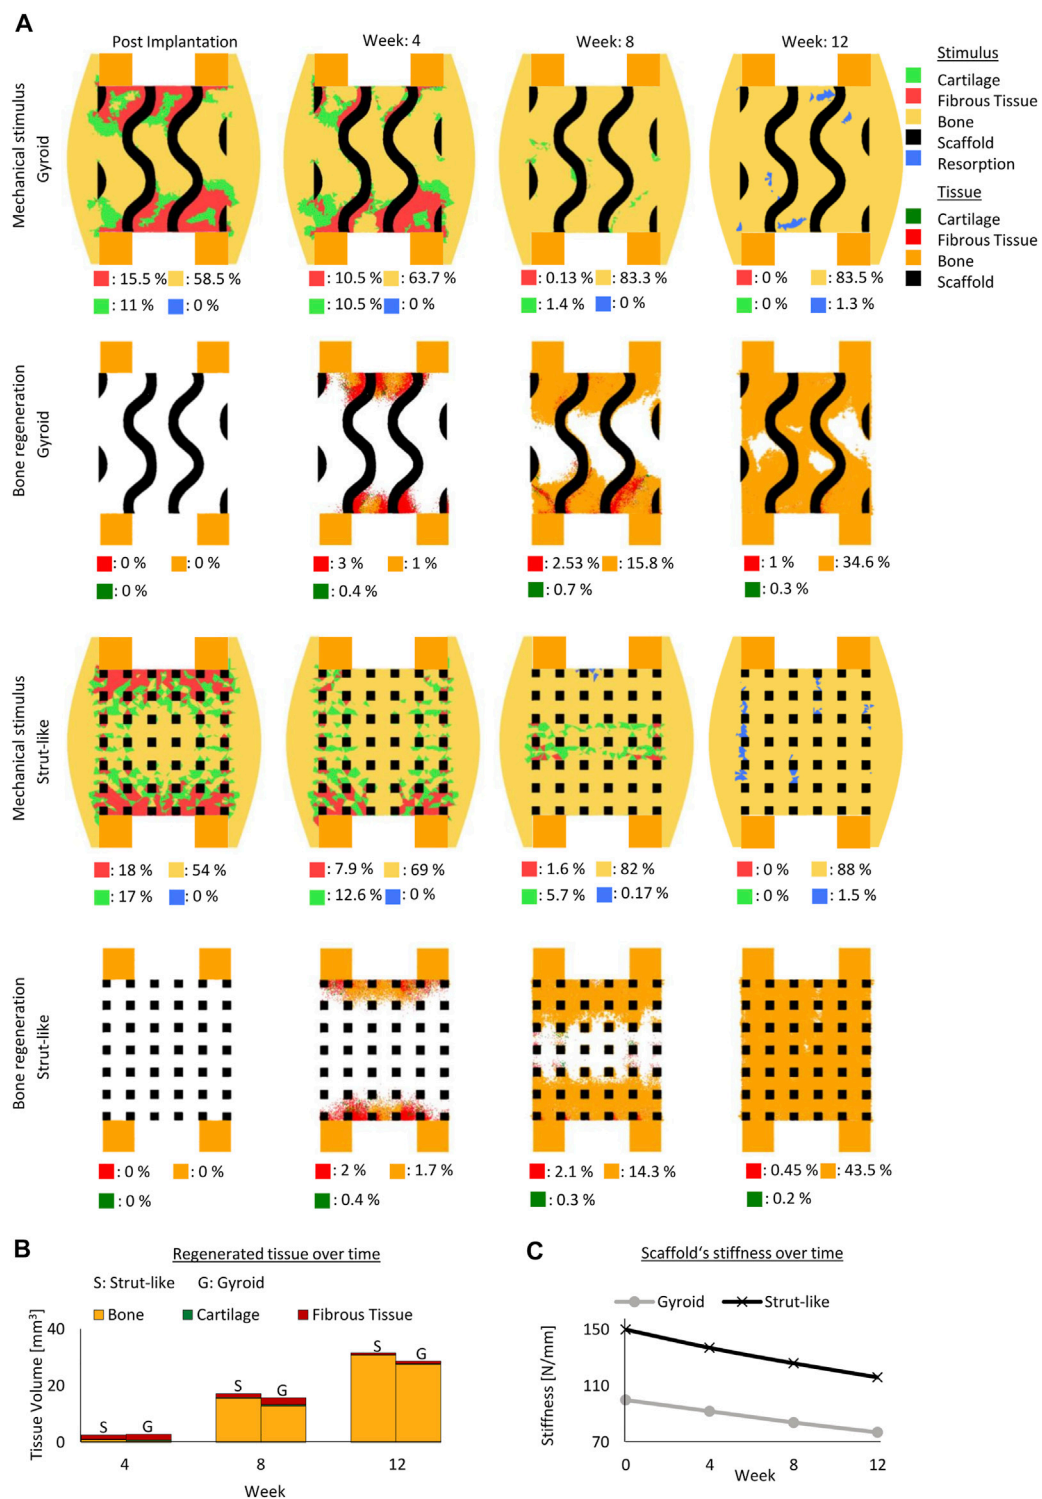 A
Post Implantation
Week: 4
Week: 8
Week: 12
Stimulus
Cartilage
Fibrous Tissue
Bone
Scaffold
Resorption
Tissue
Cartilage
Fibrous Tissue
Bone
Scaffold
Mechanical stimulus
Gyroid
: 15.5 % : 58.5 %
: 11 % : 0 %
: 10.5 % : 63.7 %
: 10.5 % : 0 %
: 0.13 % : 83.3 %
: 1.4 % : 0 %
: 0 % : 83.5 %
: 0 % : 1.3 %
Bone regeneration
Gyroid
: 0 % : 0 %
: 0 %
: 3 % : 1 %
: 0.4 %
: 2.53 % : 15.8 %
: 0.7 %
: 1 % : 34.6 %
: 0.3 %
Mechanical stimulus
Strut-like
: 18 % : 54 %
: 17 % : 0 %
: 7.9 % : 69 %
: 12.6 % : 0 %
: 1.6 % : 82 %
: 5.7 % : 0.17 %
: 0 % : 88 %
: 0 % : 1.5 %
Bone regeneration
Strut-like
: 0 % : 0 %
: 0 %
: 2 % : 1.7 %
: 0.4 %
: 2.1 % : 14.3 %
: 0.3 %
: 0.45 % : 43.5 %
: 0.2 %
B
Regenerated tissue over time
S: Strut-like G: Gyroid
Bone Cartilage Fibrous Tissue
Tissue Volume [mm³]
40
20
0
S G
S G
S G
4 8 12
Week
C
Scaffold's stiffness over time
Gyroid Strut-like
Stiffness [N/mm]
150
110
70
0 4 8 12
Week